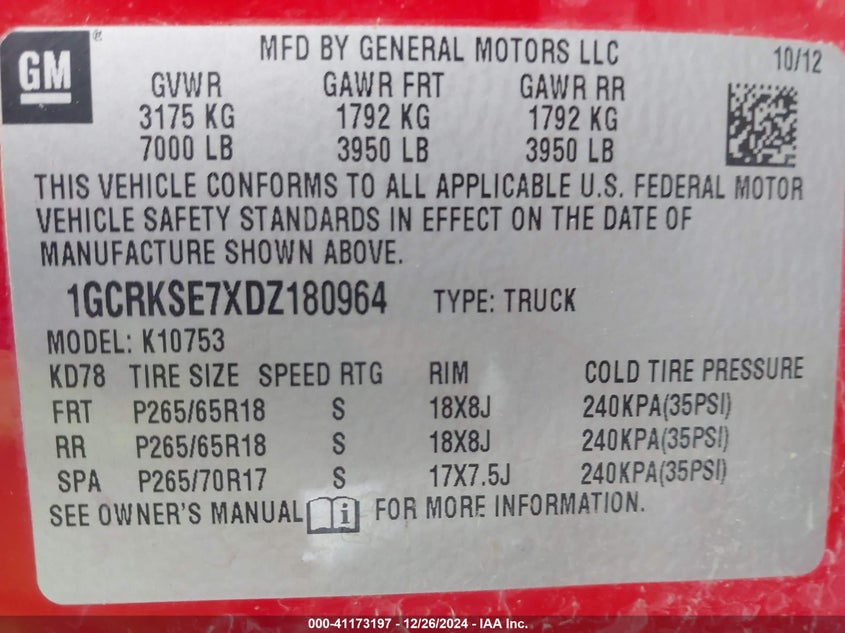 GM®
MFD BY GENERAL MOTORS LLC 10/12
GVWR GAWR FRT GAWR RR
3175 KG 1792 KG 1792 KG
7000 LB 3950 LB 3950 LB
THIS VEHICLE CONFORMS TO ALL APPLICABLE U.S. FEDERAL MOTOR
VEHICLE SAFETY STANDARDS IN EFFECT ON THE DATE OF
MANUFACTURE SHOWN ABOVE.
1GCRKSE7XDZ180964 TYPE: TRUCK
MODEL: K10753
KD78 TIRE SIZE SPEED RTG RIM COLD TIRE PRESSURE
FRT P265/65R18 S 18X8J 240KPA(35PSI)
RR P265/65R18 S 18X8J 240KPA(35PSI)
SPA P265/70R17 S 17X7.5J 240KPA(35PSI)
SEE OWNER'S MANUAL i FOR MORE INFORMATION.
000-41173197 - 12/26/2024 - IAA Inc.